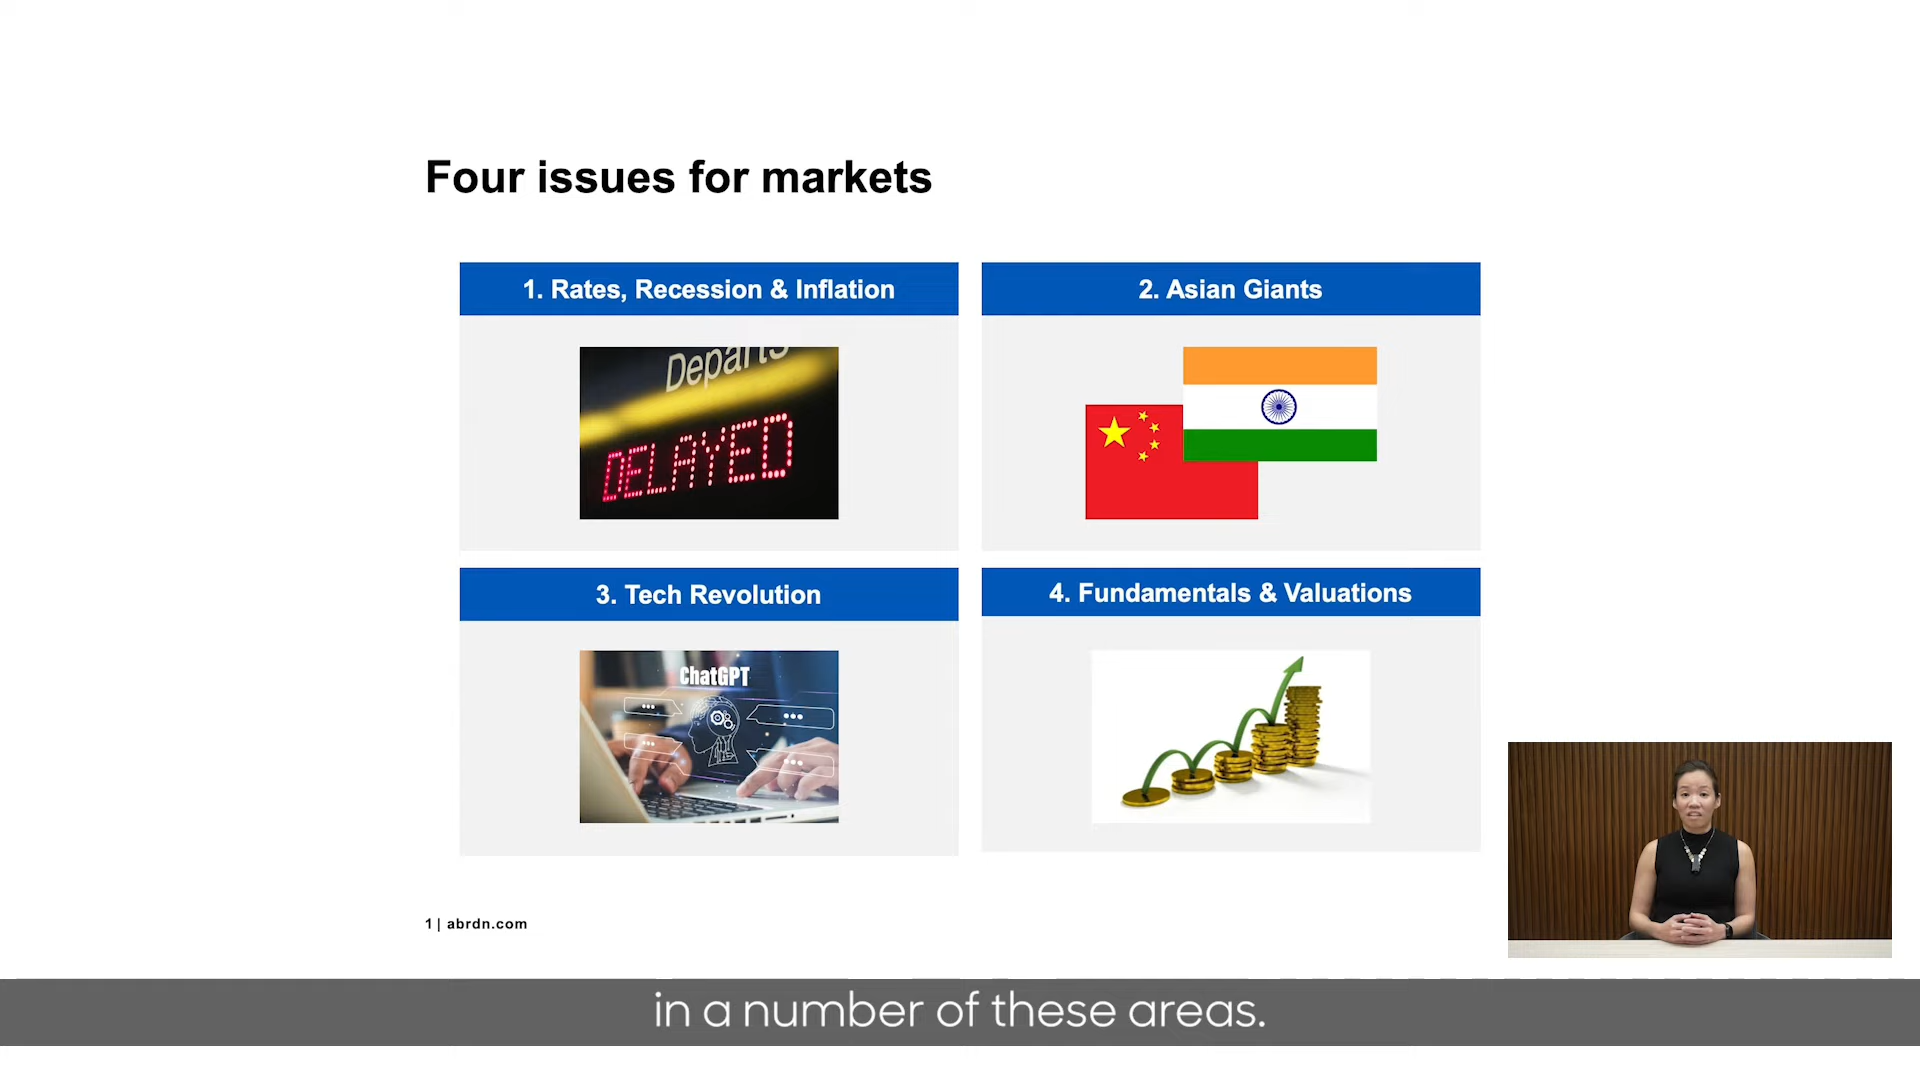 Four issues for markets
1. Rates, Recession & Inflation
2. Asian Giants
Departs
DELAYED
3. Tech Revolution
4. Fundamentals & Valuations
ChatGPT
1 | abrdn.com
in a number of these areas.